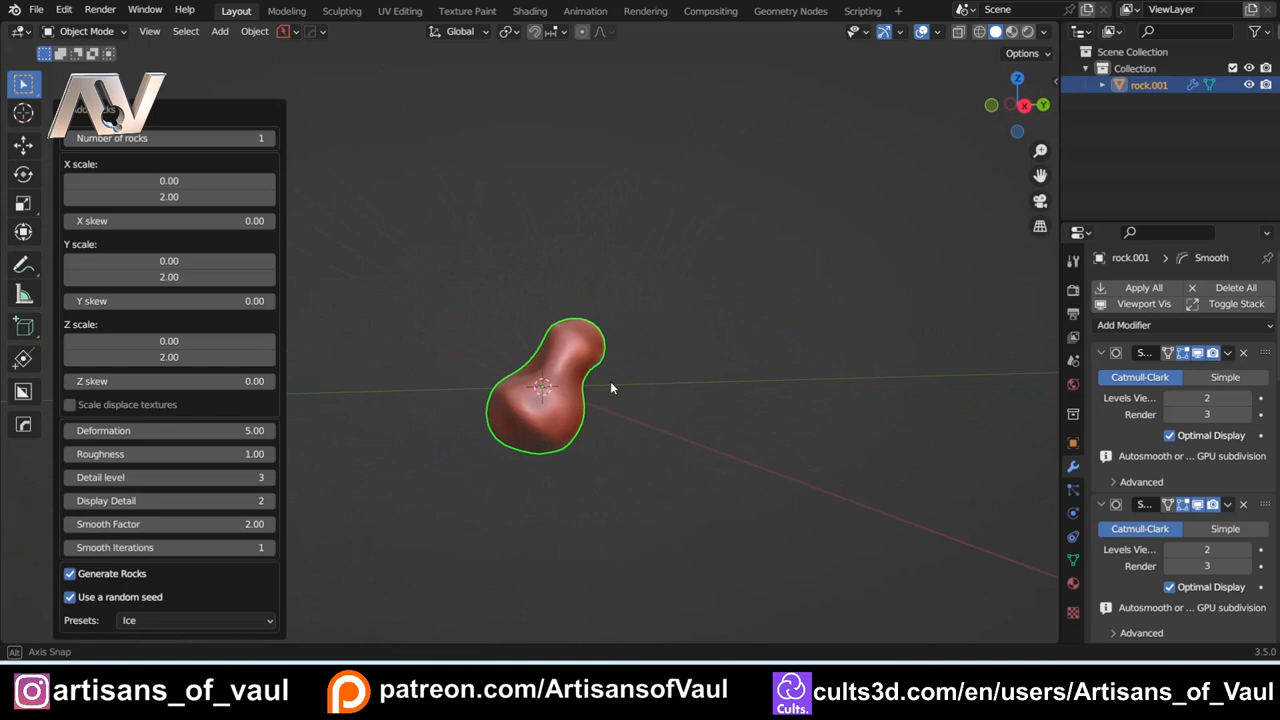 File Edit Render Window Help Layout Modeling Sculpting UV Editing Texture Paint Shading Animation Rendering Compositing Geometry Nodes Scripting + Scene ViewLayer
Object Mode View Select Add Object Global
Options
Scene Collection
Collection
rock.001
AV
Number of rocks 1
X scale:
0.00
2.00
X skew 0.00
Y scale:
0.00
2.00
Y skew 0.00
Z scale:
0.00
2.00
Z skew 0.00
Scale displace textures
Deformation 5.00
Roughness 1.00
Detail level 3
Display Detail 2
Smooth Factor 2.00
Smooth Iterations 1
Generate Rocks
Use a random seed
Presets: Ice
Z
X Y
rock.001 > Smooth
Apply All Delete All
Viewport Vis Toggle Stack
Add Modifier
S...
Catmull-Clark Simple
Levels Vie... 2
Render 3
Optimal Display
Autosmooth or ... GPU subdivision
Advanced
S...
Catmull-Clark Simple
Levels Vie... 2
Render 3
Optimal Display
Autosmooth or ... GPU subdivision
Advanced
Alt Axis Snap 3.5.0
artisans_of_vaul patreon.com/ArtisansofVaul Cults. cults3d.com/en/users/Artisans_of_Vaul